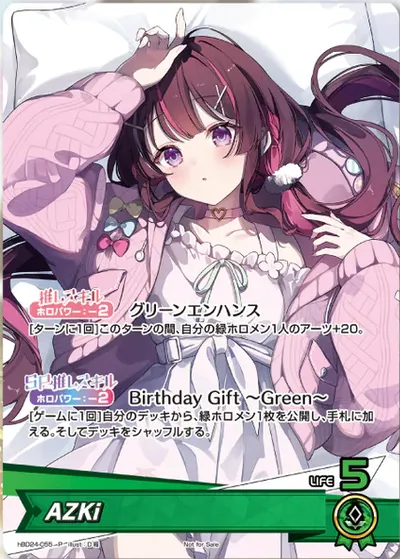 推しスキル
ホロパワー：－2
グリーンエンハンス
[ターンに1回]このターンの間、自分の緑ホロメン1人のアーツ+20。
SP推しスキル
ホロパワー：－2
Birthday Gift ～Green～
[ゲームに1回]自分のデッキから、緑ホロメン1枚を公開し、手札に加
える。そしてデッキをシャッフルする。
LIFE 5
AZKi
hBD24-055
illust:
Not for Sale